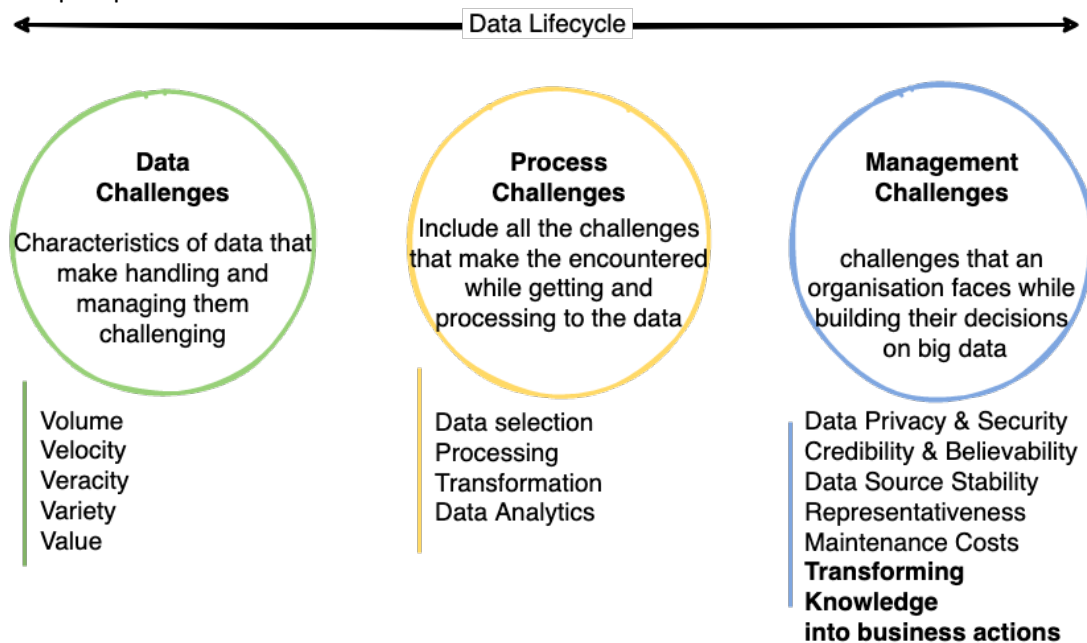 Data Lifecycle
Data
Challenges
Characteristics of data that
make handling and
managing them
challenging
Volume
Velocity
Veracity
Variety
Value
Process
Challenges
Include all the challenges
that make the encountered
while getting and
processing to the data
Data selection
Processing
Transformation
Data Analytics
Management
Challenges
challenges that an
organisation faces while
building their decisions
on big data
Data Privacy & Security
Credibility & Believability
Data Source Stability
Representativeness
Maintenance Costs
Transforming
Knowledge
into business actions